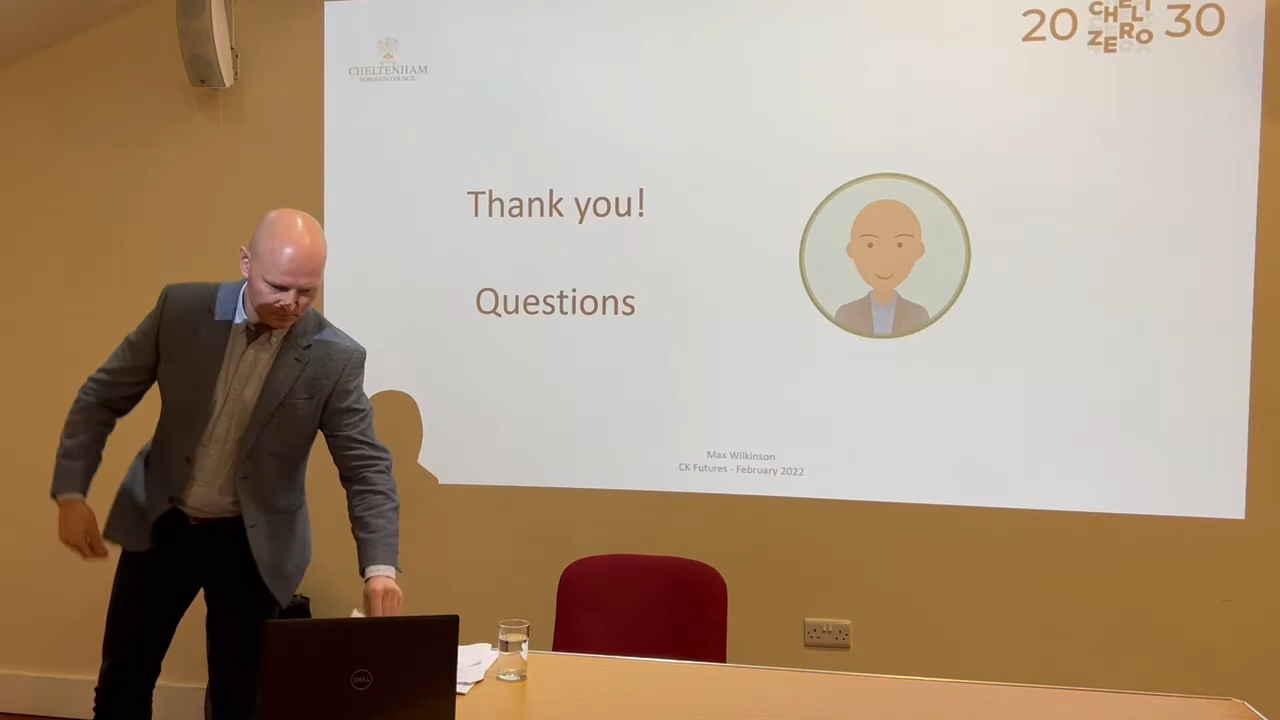 CHELTENHAM
BOROUGH COUNCIL
20 CHELT ZERO 30
Thank you!
Questions
Max Wilkinson
CK Futures - February 2022
DELL